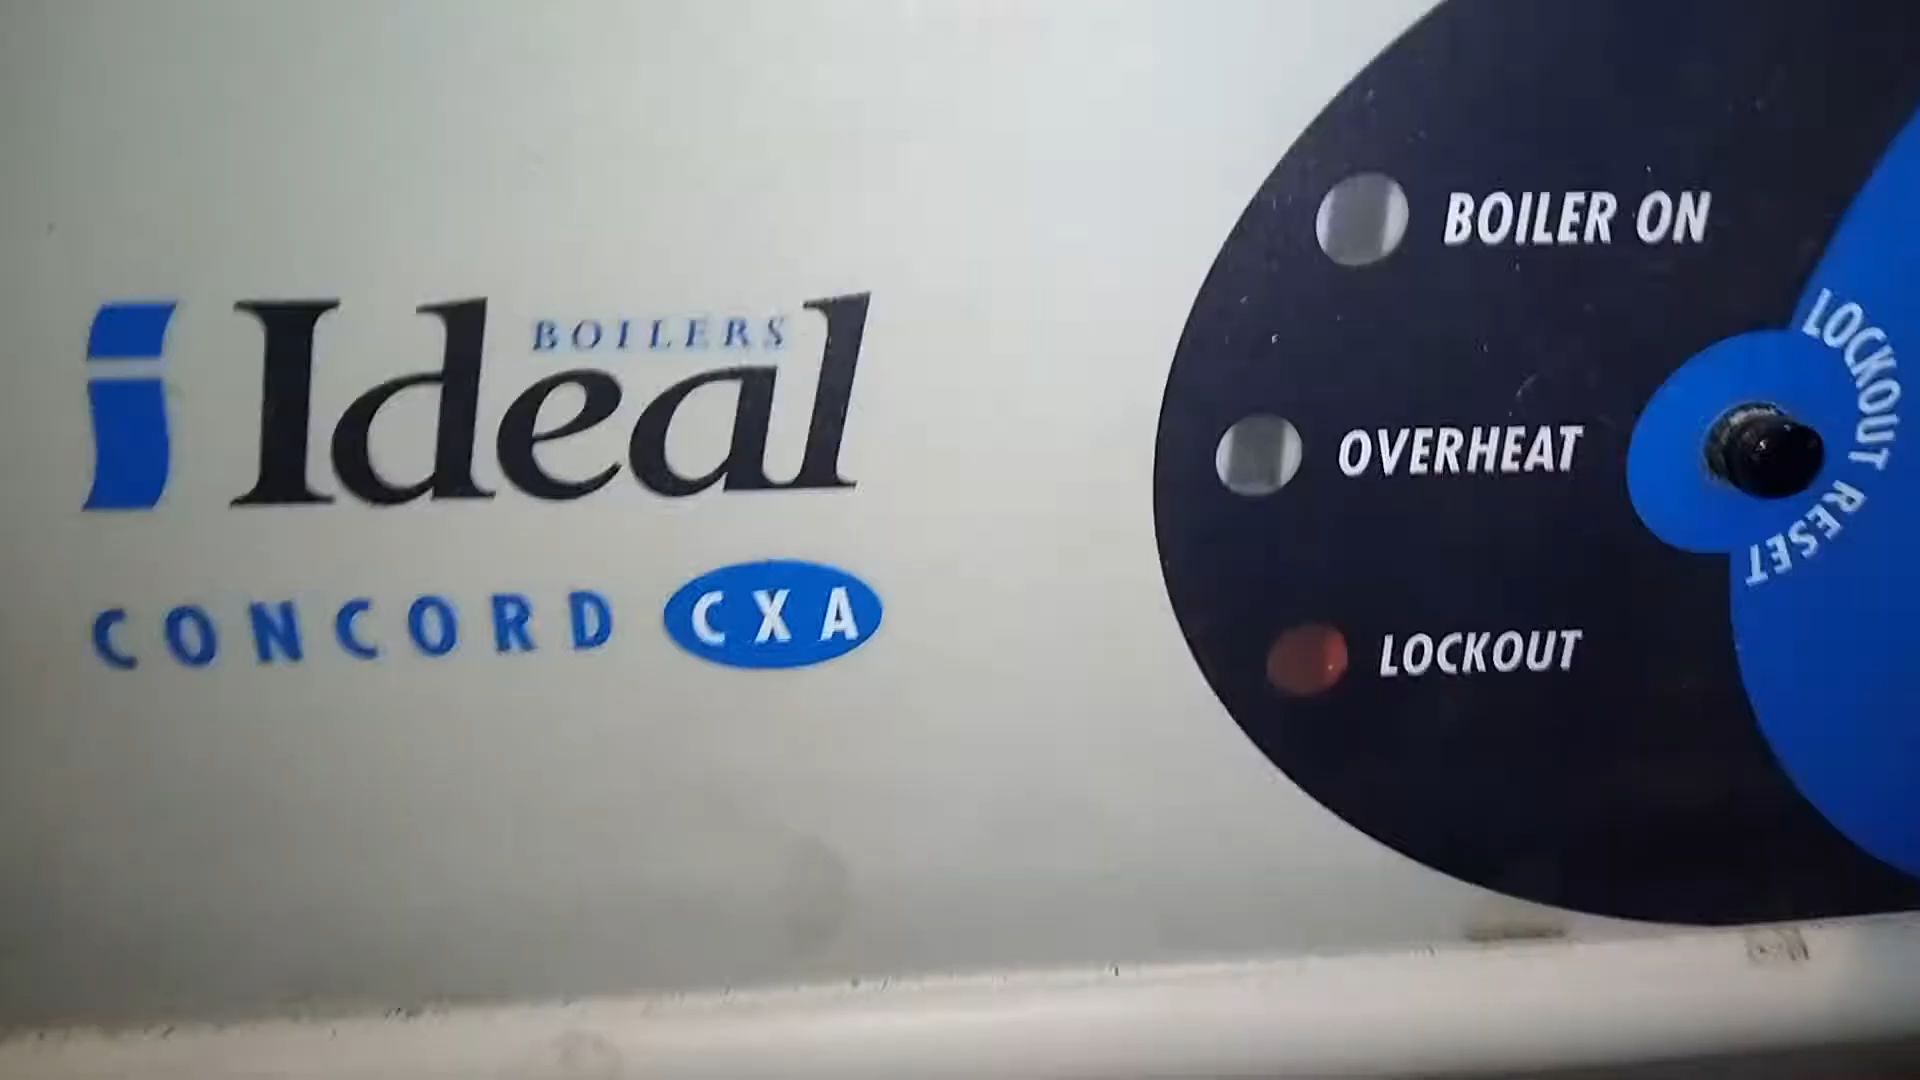 BOILERS
Ideal
CONCORD CXA
BOILER ON
OVERHEAT
LOCKOUT
LOCKOUT RESET